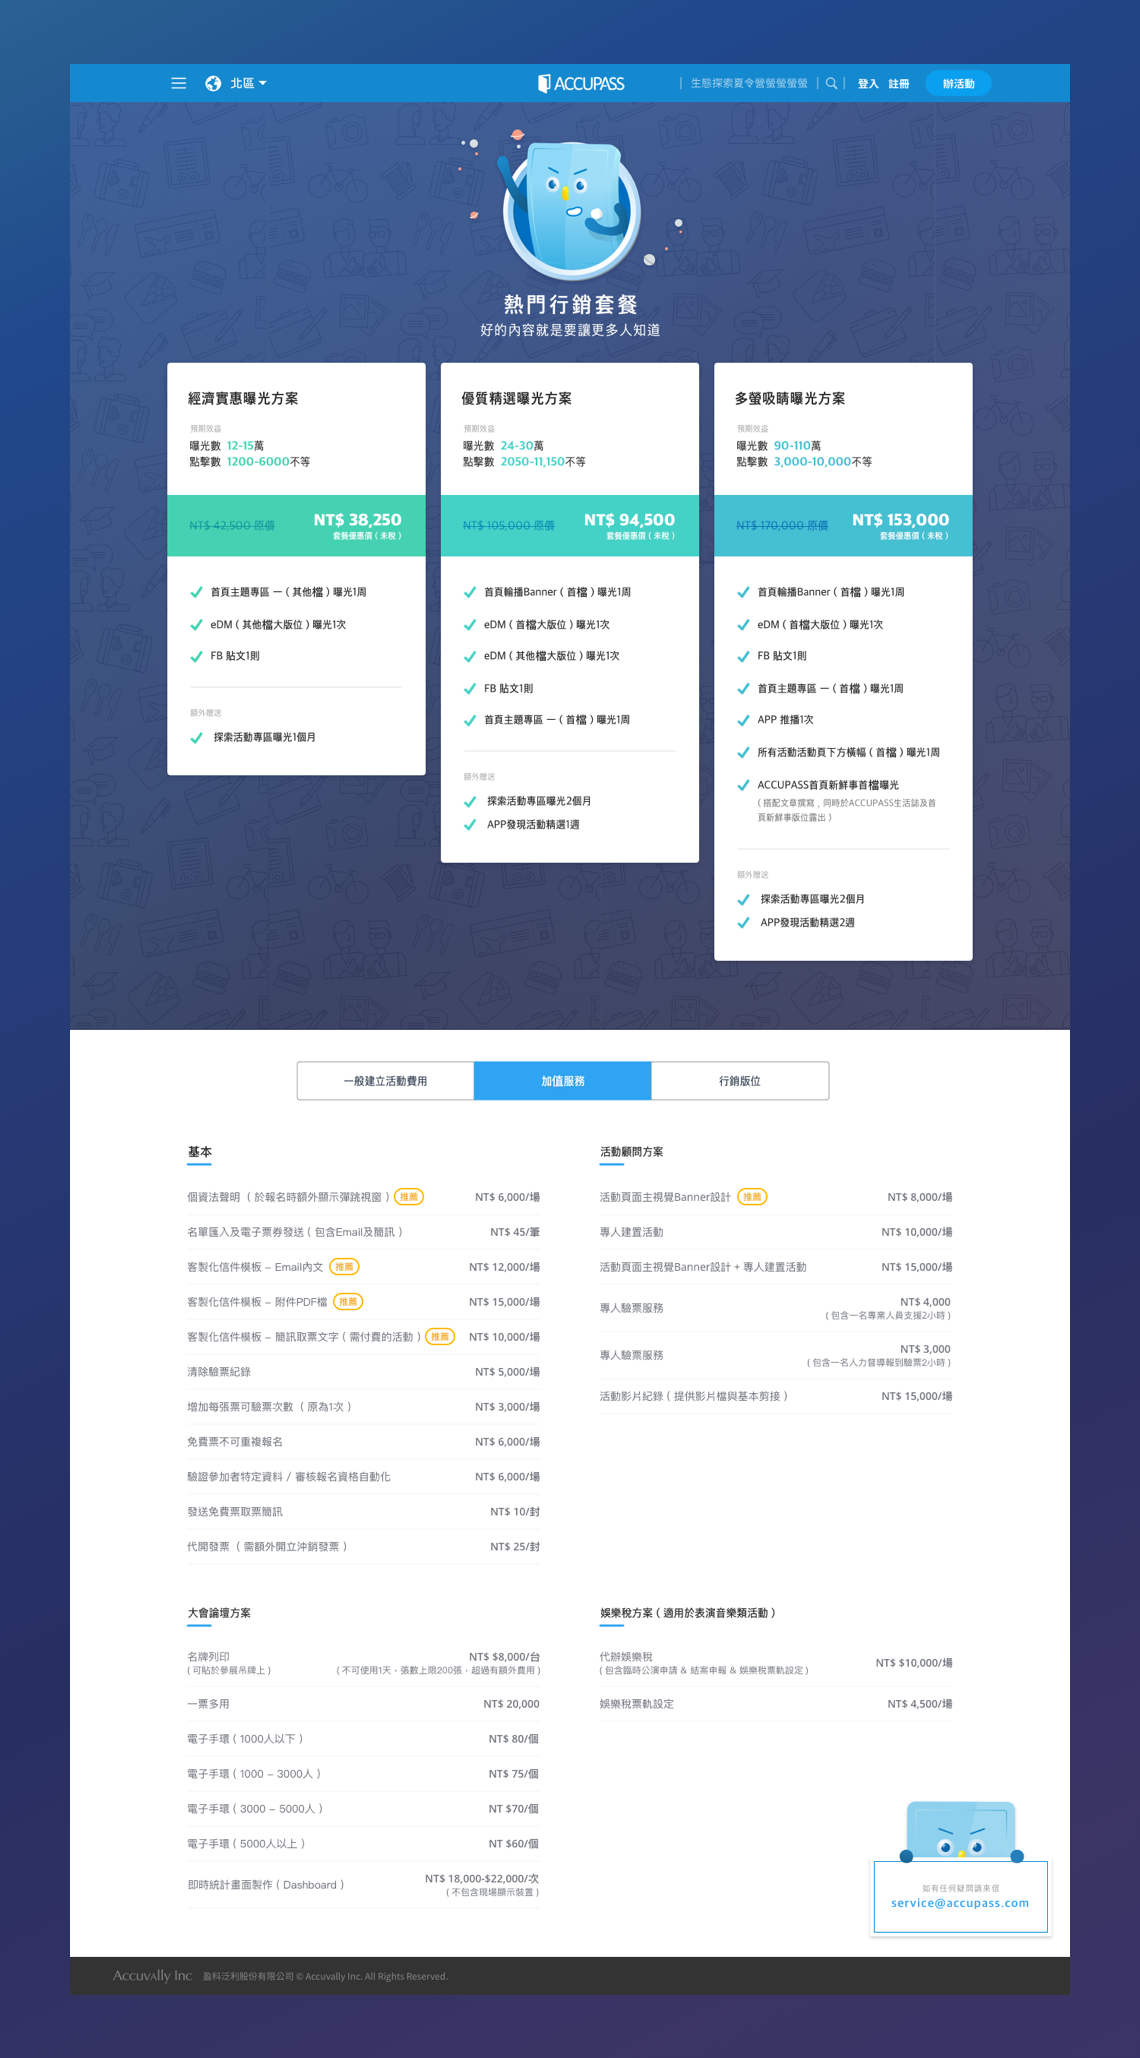 北區
ACCUPASS
生態探索夏令營螢螢螢螢
登入 註冊
辦活動
熱門行銷套餐
好的內容就是要讓更多人知道
經濟實惠曝光方案
預期效益
曝光數 12-15萬
點擊數 1200-6000不等
NT$ 42,500 原價
NT$ 38,250
套餐優惠價 ( 未稅 )
首頁主題專區 一 ( 其他檔 ) 曝光1周
eDM ( 其他檔大版位 ) 曝光1次
FB 貼文1則
額外贈送
探索活動專區曝光1個月
優質精選曝光方案
預期效益
曝光數 24-30萬
點擊數 2050-11,150不等
NT$ 105,000 原價
NT$ 94,500
套餐優惠價 ( 未稅 )
首頁輪播Banner ( 首檔 ) 曝光1周
eDM ( 首檔大版位 ) 曝光1次
eDM ( 其他檔大版位 ) 曝光1次
FB 貼文1則
首頁主題專區 一 ( 首檔 ) 曝光1周
額外贈送
探索活動專區曝光2個月
APP發現活動精選1週
多螢吸睛曝光方案
預期效益
曝光數 90-110萬
點擊數 3,000-10,000不等
NT$ 170,000 原價
NT$ 153,000
套餐優惠價 ( 未稅 )
首頁輪播Banner ( 首檔 ) 曝光1周
eDM ( 首檔大版位 ) 曝光1次
FB 貼文1則
首頁主題專區 一 ( 首檔 ) 曝光1周
APP 推播1次
所有活動活動頁下方橫幅 ( 首檔 ) 曝光1周
ACCUPASS首頁新鮮事首檔曝光
( 搭配文章撰寫，同時於ACCUPASS生活誌及首
頁新鮮事版位露出 )
額外贈送
探索活動專區曝光2個月
APP發現活動精選2週
一般建立活動費用
加值服務
行銷版位
基本
個資法聲明 ( 於報名時額外顯示彈跳視窗 ) 推薦 NT$ 6,000/場
名單匯入及電子票券發送 ( 包含Email及簡訊 ) NT$ 45/筆
客製化信件模板 – Email內文 推薦 NT$ 12,000/場
客製化信件模板 – 附件PDF檔 推薦 NT$ 15,000/場
客製化信件模板 – 簡訊取票文字 ( 需付費的活動 ) 推薦 NT$ 10,000/場
清除驗票紀錄 NT$ 5,000/場
增加每張票可驗票次數 ( 原為1次 ) NT$ 3,000/場
免費票不可重複報名 NT$ 6,000/場
驗證參加者特定資料 / 審核報名資格自動化 NT$ 6,000/場
發送免費票取票簡訊 NT$ 10/封
代開發票 ( 需額外開立沖銷發票 ) NT$ 25/封
活動顧問方案
活動頁面主視覺Banner設計 推薦 NT$ 8,000/場
專人建置活動 NT$ 10,000/場
活動頁面主視覺Banner設計 + 專人建置活動 NT$ 15,000/場
專人驗票服務 NT$ 4,000
( 包含一名專業人員支援2小時 )
專人驗票服務 NT$ 3,000
( 包含一名人力督導報到驗票2小時 )
活動影片紀錄 ( 提供影片檔與基本剪接 ) NT$ 15,000/場
大會論壇方案
名牌列印 NT$ $8,000/台
( 可貼於參展吊牌上 ) ( 不可使用1天，張數上限200張，超過有額外費用 )
一票多用 NT$ 20,000
電子手環 ( 1000人以下 ) NT$ 80/個
電子手環 ( 1000 – 3000人 ) NT$ 75/個
電子手環 ( 3000 – 5000人 ) NT $70/個
電子手環 ( 5000人以上 ) NT $60/個
即時統計畫面製作 ( Dashboard ) NT$ 18,000-$22,000/次
( 不包含現場顯示裝置 )
娛樂稅方案 ( 適用於表演音樂類活動 )
代辦娛樂稅 NT$ $10,000/場
( 包含臨時公演申請 & 結案申報 & 娛樂稅票軌設定 )
娛樂稅票軌設定 NT$ 4,500/場
如有任何疑問請來信
service@accupass.com
Accuvally Inc 盈科泛利股份有限公司 © Accuvally Inc. All Rights Reserved.